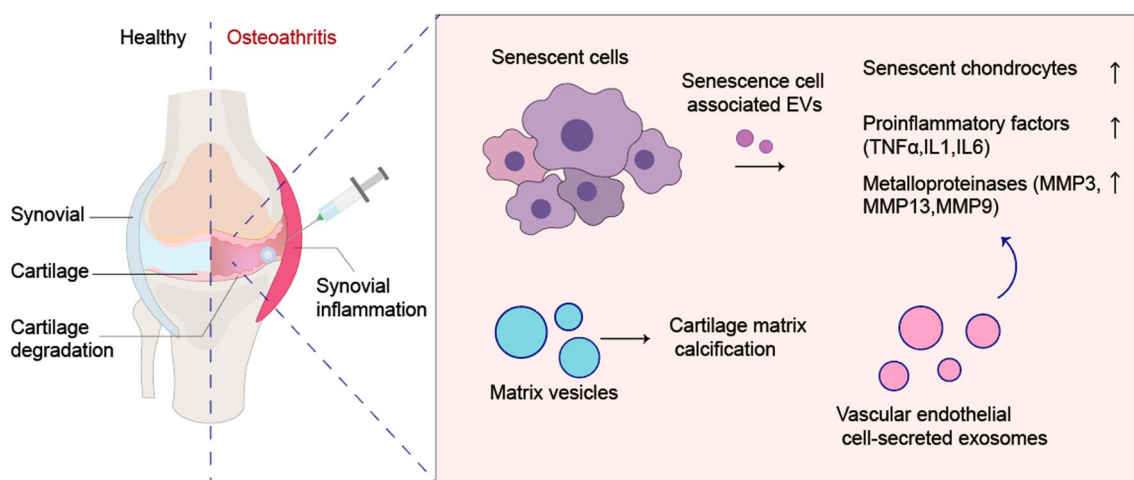 Healthy
Osteoathritis
Synovial
Cartilage
Cartilage
degradation
Synovial
inflammation
Senescent cells
Senescence cell
associated EVs
Senescent chondrocytes ↑
Proinflammatory factors ↑
(TNFα,IL1,IL6)
Metalloproteinases (MMP3, ↑
MMP13,MMP9)
Matrix vesicles
Cartilage matrix
calcification
Vascular endothelial
cell-secreted exosomes